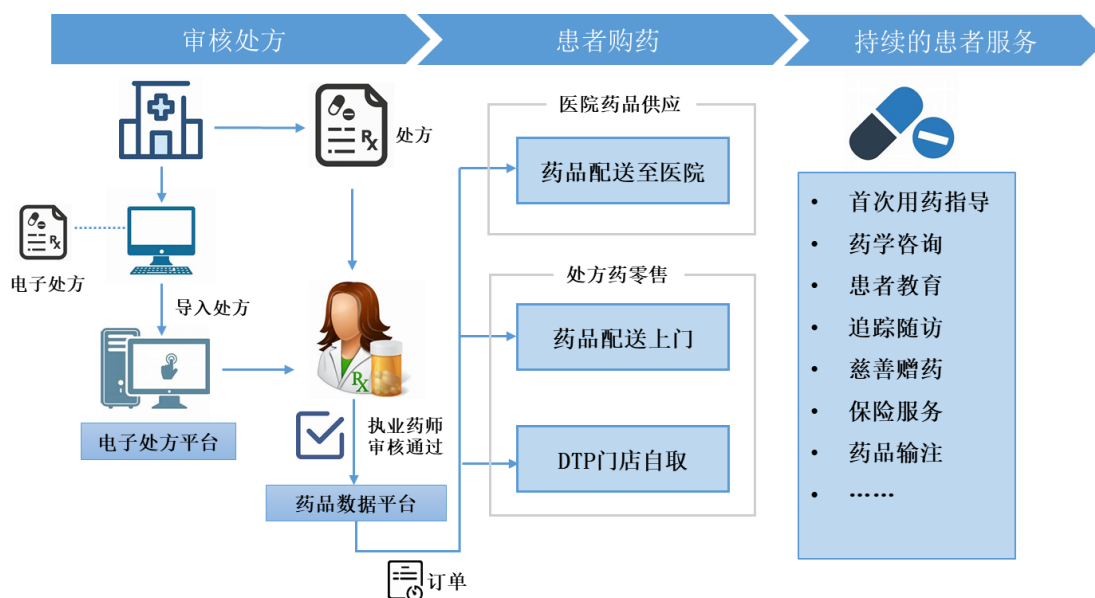 审核处方
患者购药
持续的患者服务
处方
Rx
电子处方
Rx
导入处方
电子处方平台
Rx
执业药师
审核通过
药品数据平台
订单
医院药品供应
药品配送至医院
处方药零售
药品配送上门
DTP门店自取
• 首次用药指导
• 药学咨询
• 患者教育
• 追踪随访
• 慈善赠药
• 保险服务
• 药品输注
• ……